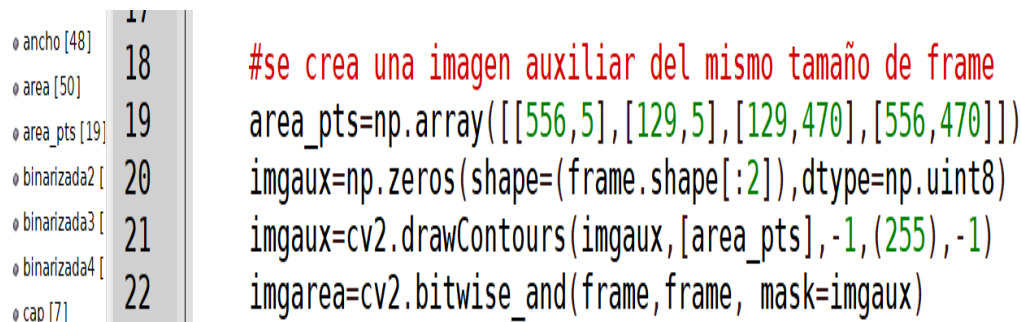 ancho [48]
area [50]
area_pts [19]
binarizada2 [
binarizada3 [
binarizada4 [
cap [7]
17
18 #se crea una imagen auxiliar del mismo tamaño de frame
19 area_pts=np.array([[556,5],[129,5],[129,470],[556,470]])
20 imgaux=np.zeros(shape=(frame.shape[:2]),dtype=np.uint8)
21 imgaux=cv2.drawContours(imgaux,[area_pts],-1,(255),-1)
22 imgarea=cv2.bitwise_and(frame,frame, mask=imgaux)